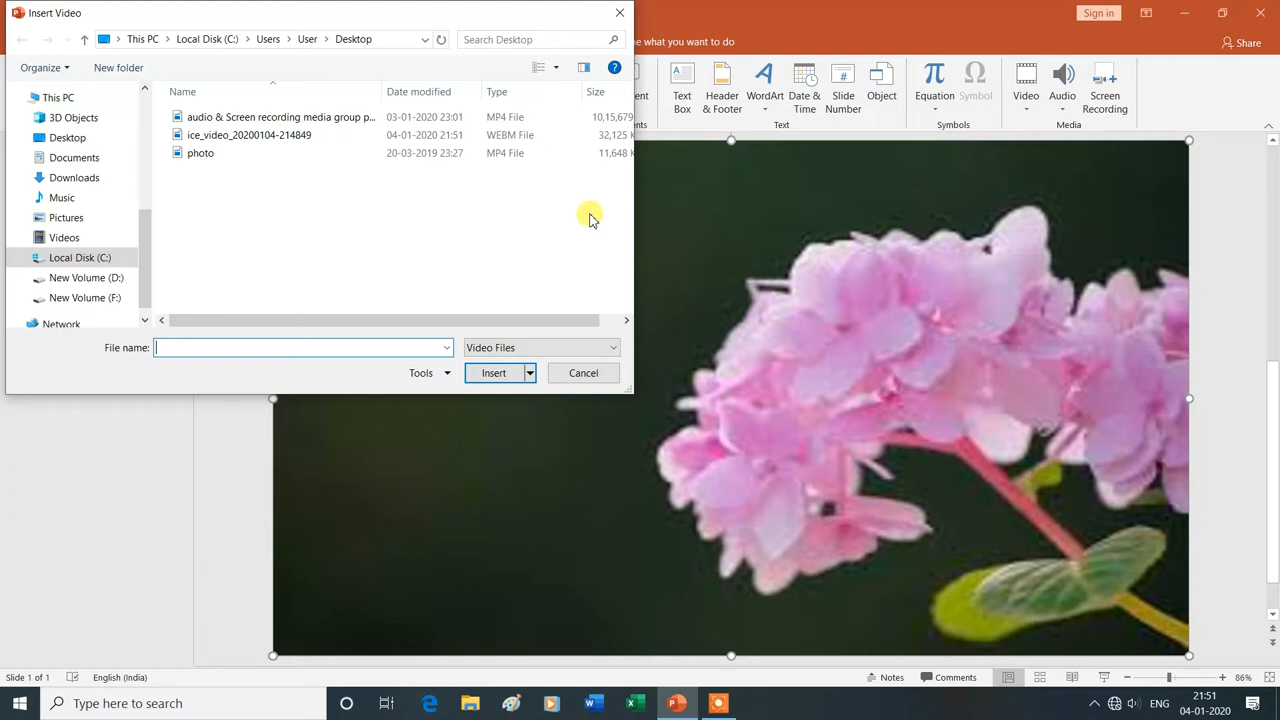 Insert Video
Sign in
This PC > Local Disk (C:) > Users > User > Desktop
Search Desktop
me what you want to do
Share
Organize
New folder
Text Box
Header & Footer
WordArt
Date & Time
Slide Number
Object
Equation
Symbol
Video
Audio
Screen Recording
Text
Symbols
Media
This PC
3D Objects
Desktop
Documents
Downloads
Music
Pictures
Videos
Local Disk (C:)
New Volume (D:)
New Volume (F:)
Network
Name Date modified Type Size
audio & Screen recording media group p... 03-01-2020 23:01 MP4 File 10,15,679
ice_video_20200104-214849 04-01-2020 21:51 WEBM File 32,125 K
photo 20-03-2019 23:27 MP4 File 11,648 K
File name:
Video Files
Tools
Insert
Cancel
Slide 1 of 1
English (India)
Notes
Comments
86%
Type here to search
ENG
21:51
04-01-2020